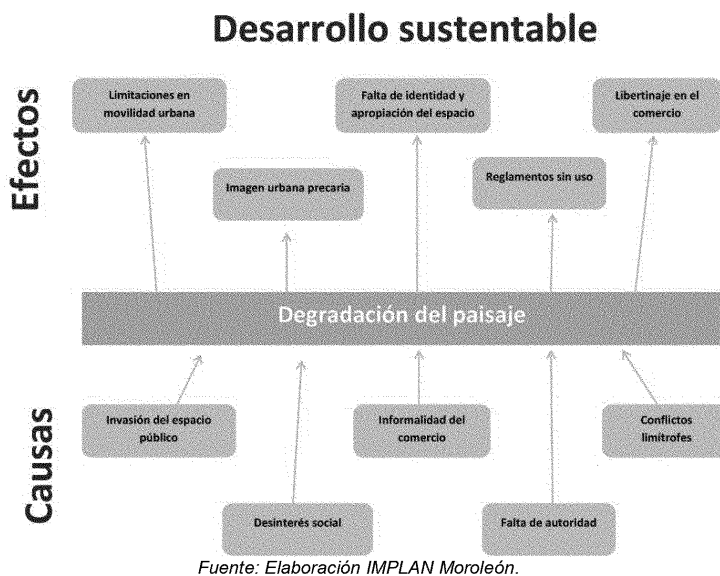 Desarrollo sustentable
Efectos
Limitaciones en
movilidad urbana
Falta de identidad y
apropiación del espacio
Libertinaje en el
comercio
Imagen urbana precaria
Reglamentos sin uso
Degradación del paisaje
Causas
Invasión del espacio
público
Informalidad del
comercio
Conflictos
limítrofes
Desinterés social
Falta de autoridad
Fuente: Elaboración IMPLAN Moroleón.